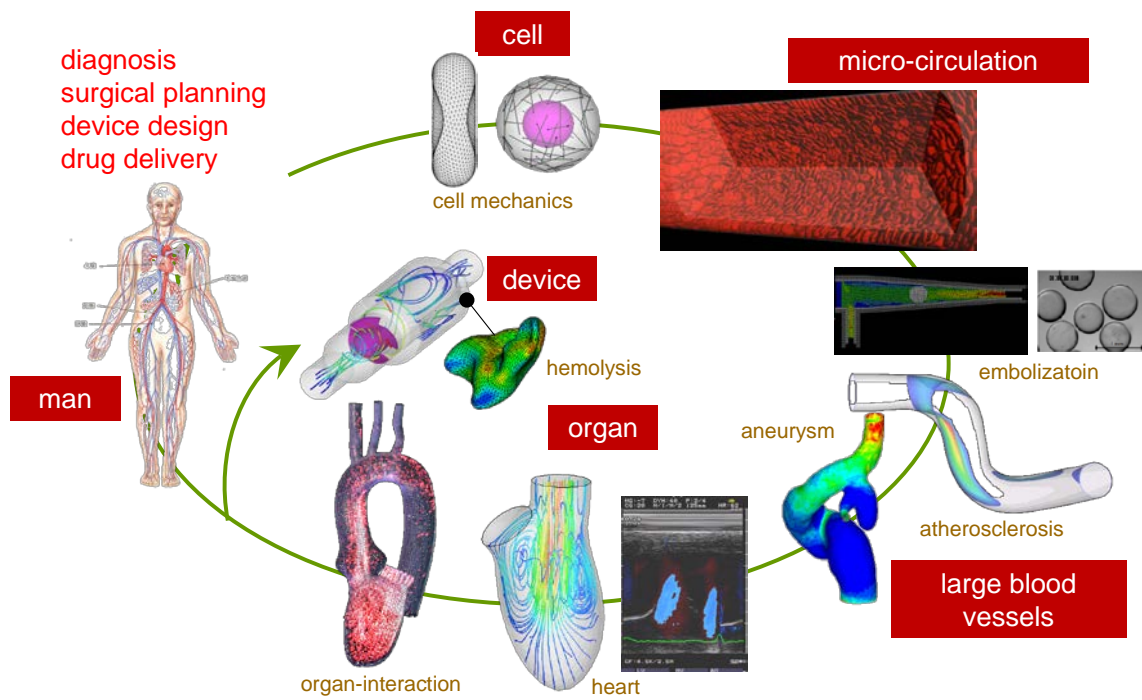 diagnosis
surgical planning
device design
drug delivery
cell
micro-circulation
cell mechanics
device
hemolysis
embolizatoin
man
organ
aneurysm
atherosclerosis
large blood
vessels
organ-interaction
heart